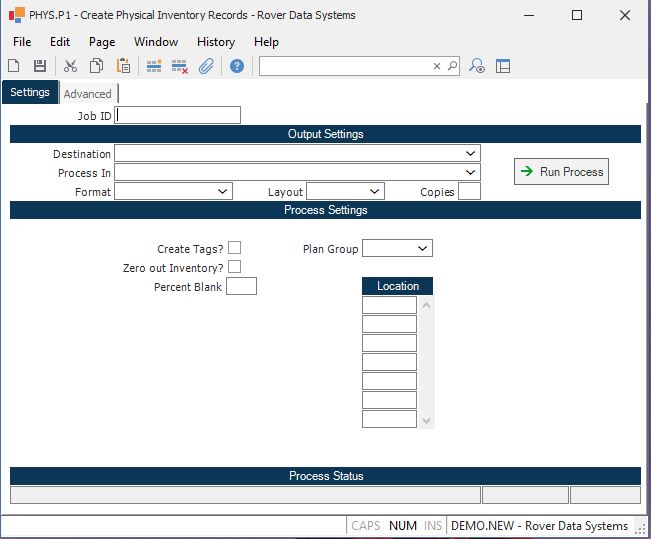 PHYS.P1 - Create Physical Inventory Records - Rover Data Systems
File Edit Page Window History Help
Settings Advanced
Job ID
Output Settings
Destination
Process In
Run Process
Format Layout Copies
Process Settings
Create Tags? Plan Group
Zero out Inventory?
Percent Blank Location
Process Status
CAPS NUM INS DEMO.NEW - Rover Data Systems